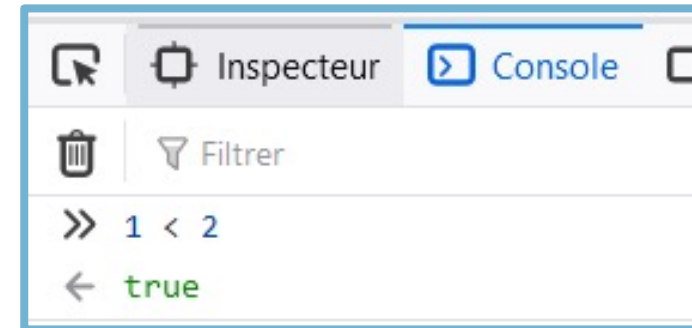 Inspecteur Console
Filtrer
>> 1 < 2
← true